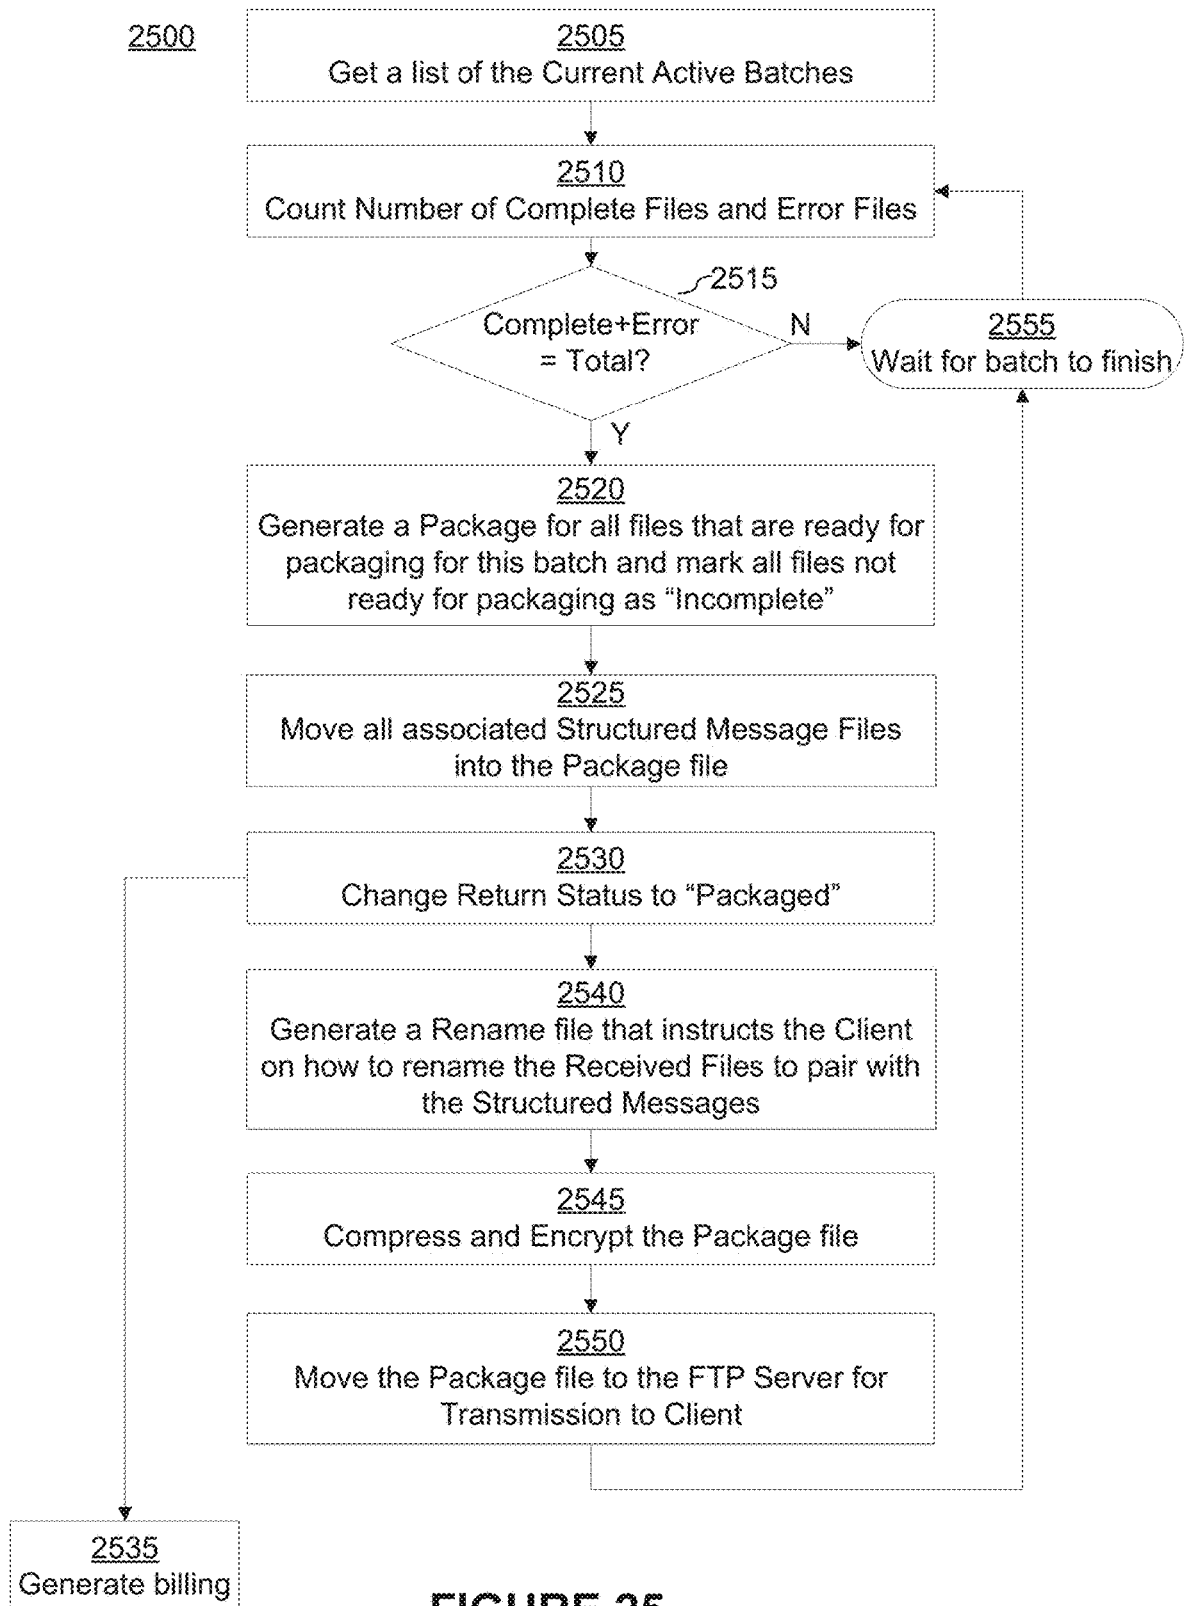 2500
2505
Get a list of the Current Active Batches
2510
Count Number of Complete Files and Error Files
2515
Complete+Error
= Total?
N
2555
Wait for batch to finish
Y
2520
Generate a Package for all files that are ready for
packaging for this batch and mark all files not
ready for packaging as “Incomplete”
2525
Move all associated Structured Message Files
into the Package file
2530
Change Return Status to “Packaged”
2540
Generate a Rename file that instructs the Client
on how to rename the Received Files to pair with
the Structured Messages
2545
Compress and Encrypt the Package file
2550
Move the Package file to the FTP Server for
Transmission to Client
2535
Generate billing
FIGURE 25